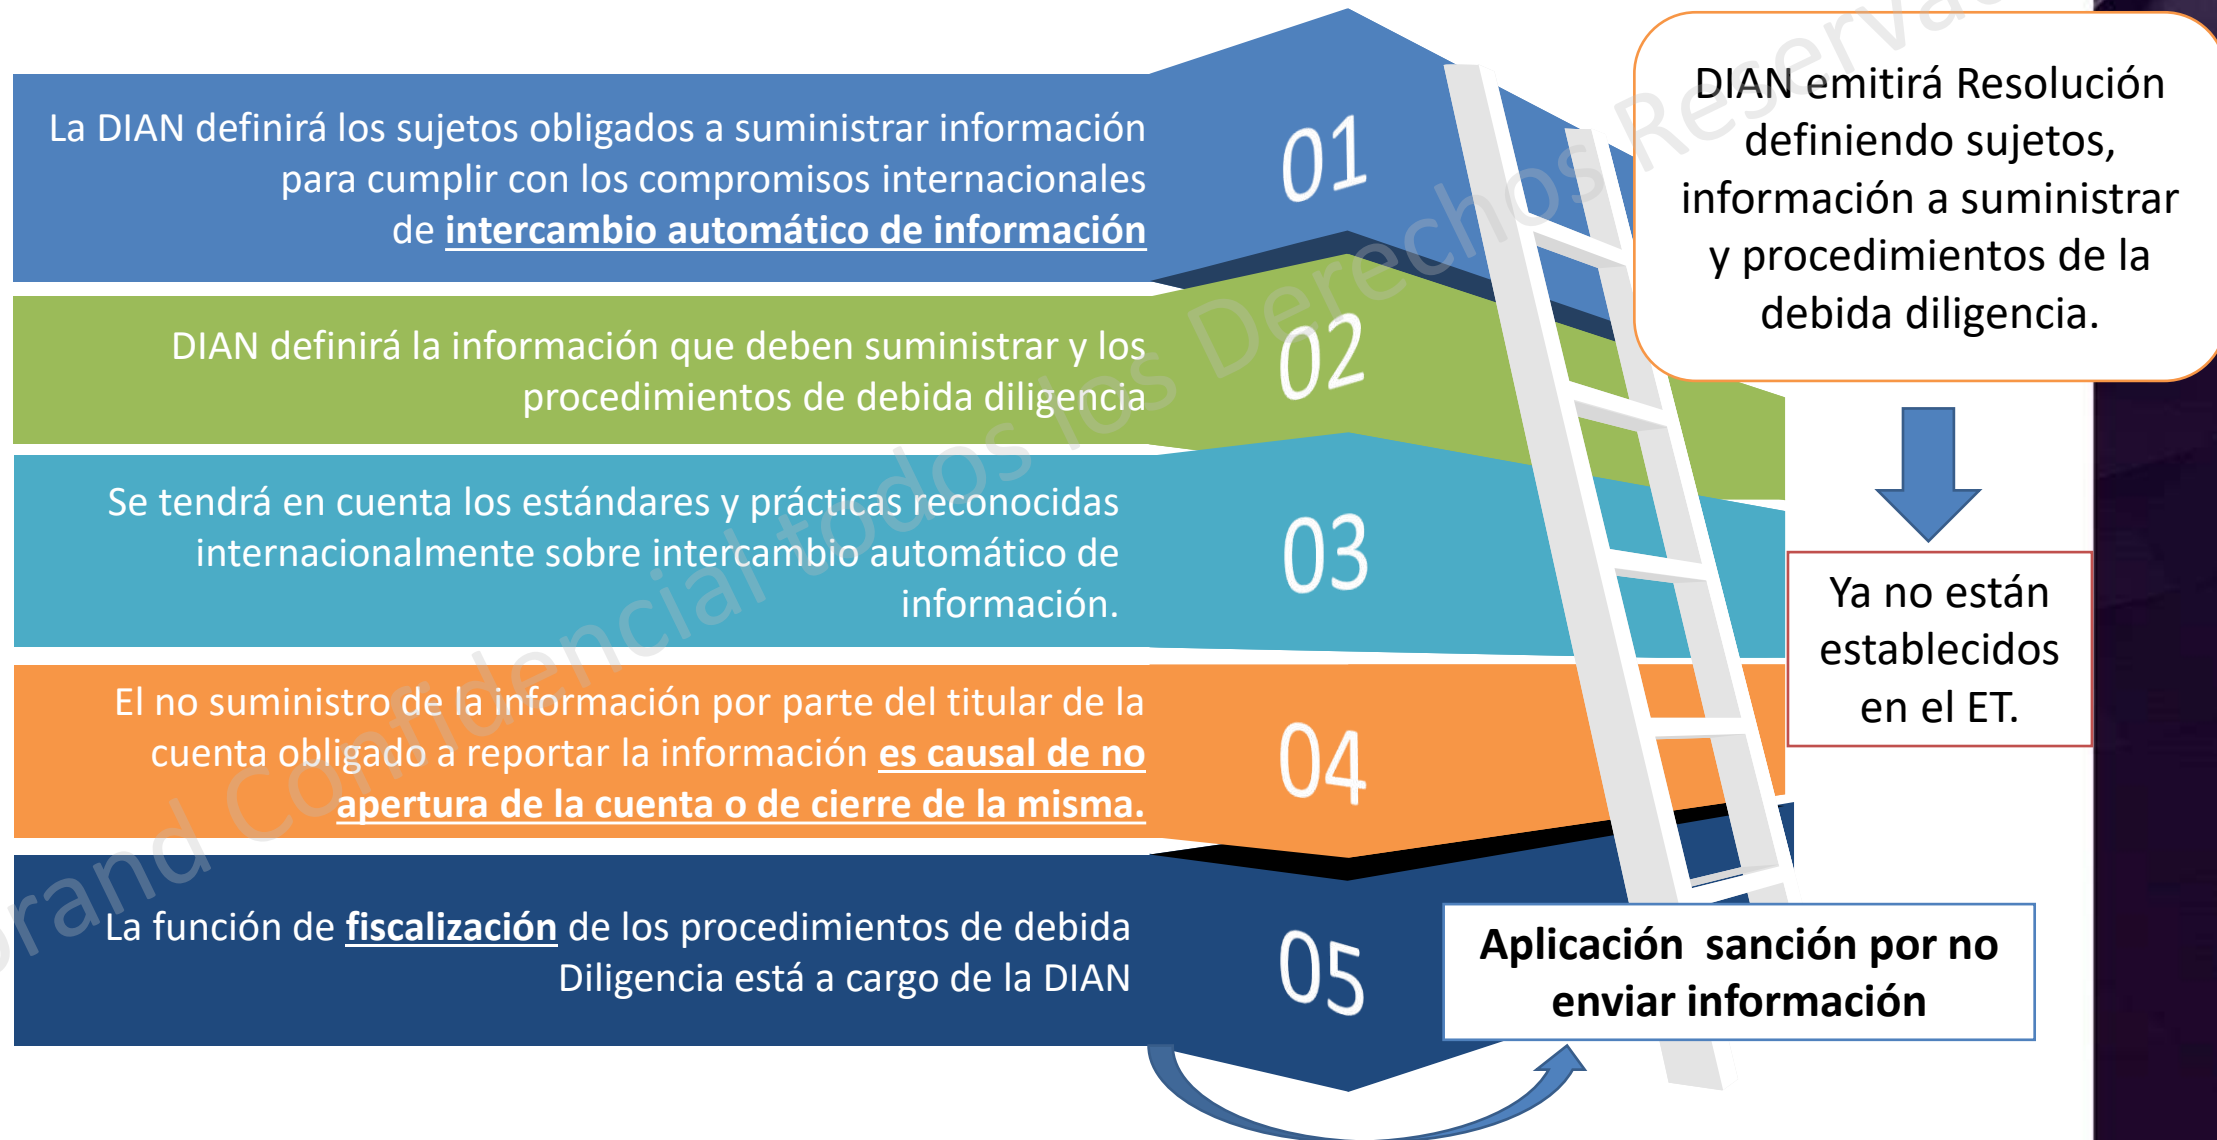 La DIAN definirá los sujetos obligados a suministrar información
para cumplir con los compromisos internacionales
de intercambio automático de información
01
DIAN definirá la información que deben suministrar y los
procedimientos de debida diligencia
02
Se tendrá en cuenta los estándares y prácticas reconocidas
internacionalmente sobre intercambio automático de
información.
03
El no suministro de la información por parte del titular de la
cuenta obligado a reportar la información es causal de no
apertura de la cuenta o de cierre de la misma.
04
La función de fiscalización de los procedimientos de debida
Diligencia está a cargo de la DIAN
05
DIAN emitirá Resolución
definiendo sujetos,
información a suministrar
y procedimientos de la
debida diligencia.
Ya no están
establecidos
en el ET.
Aplicación  sanción por no
enviar información
Confidencial todos los Derechos